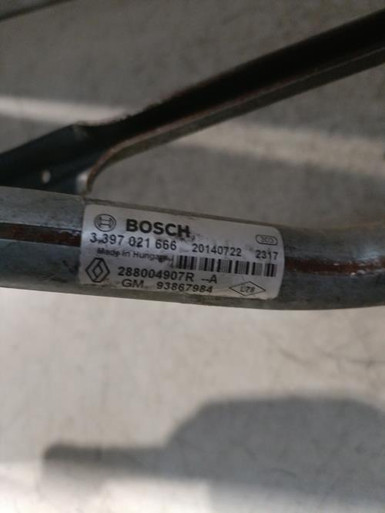 BOSCH
3 397 021 666 20140722 2317
Made in Hungary
288004907R --A
GM 93867984